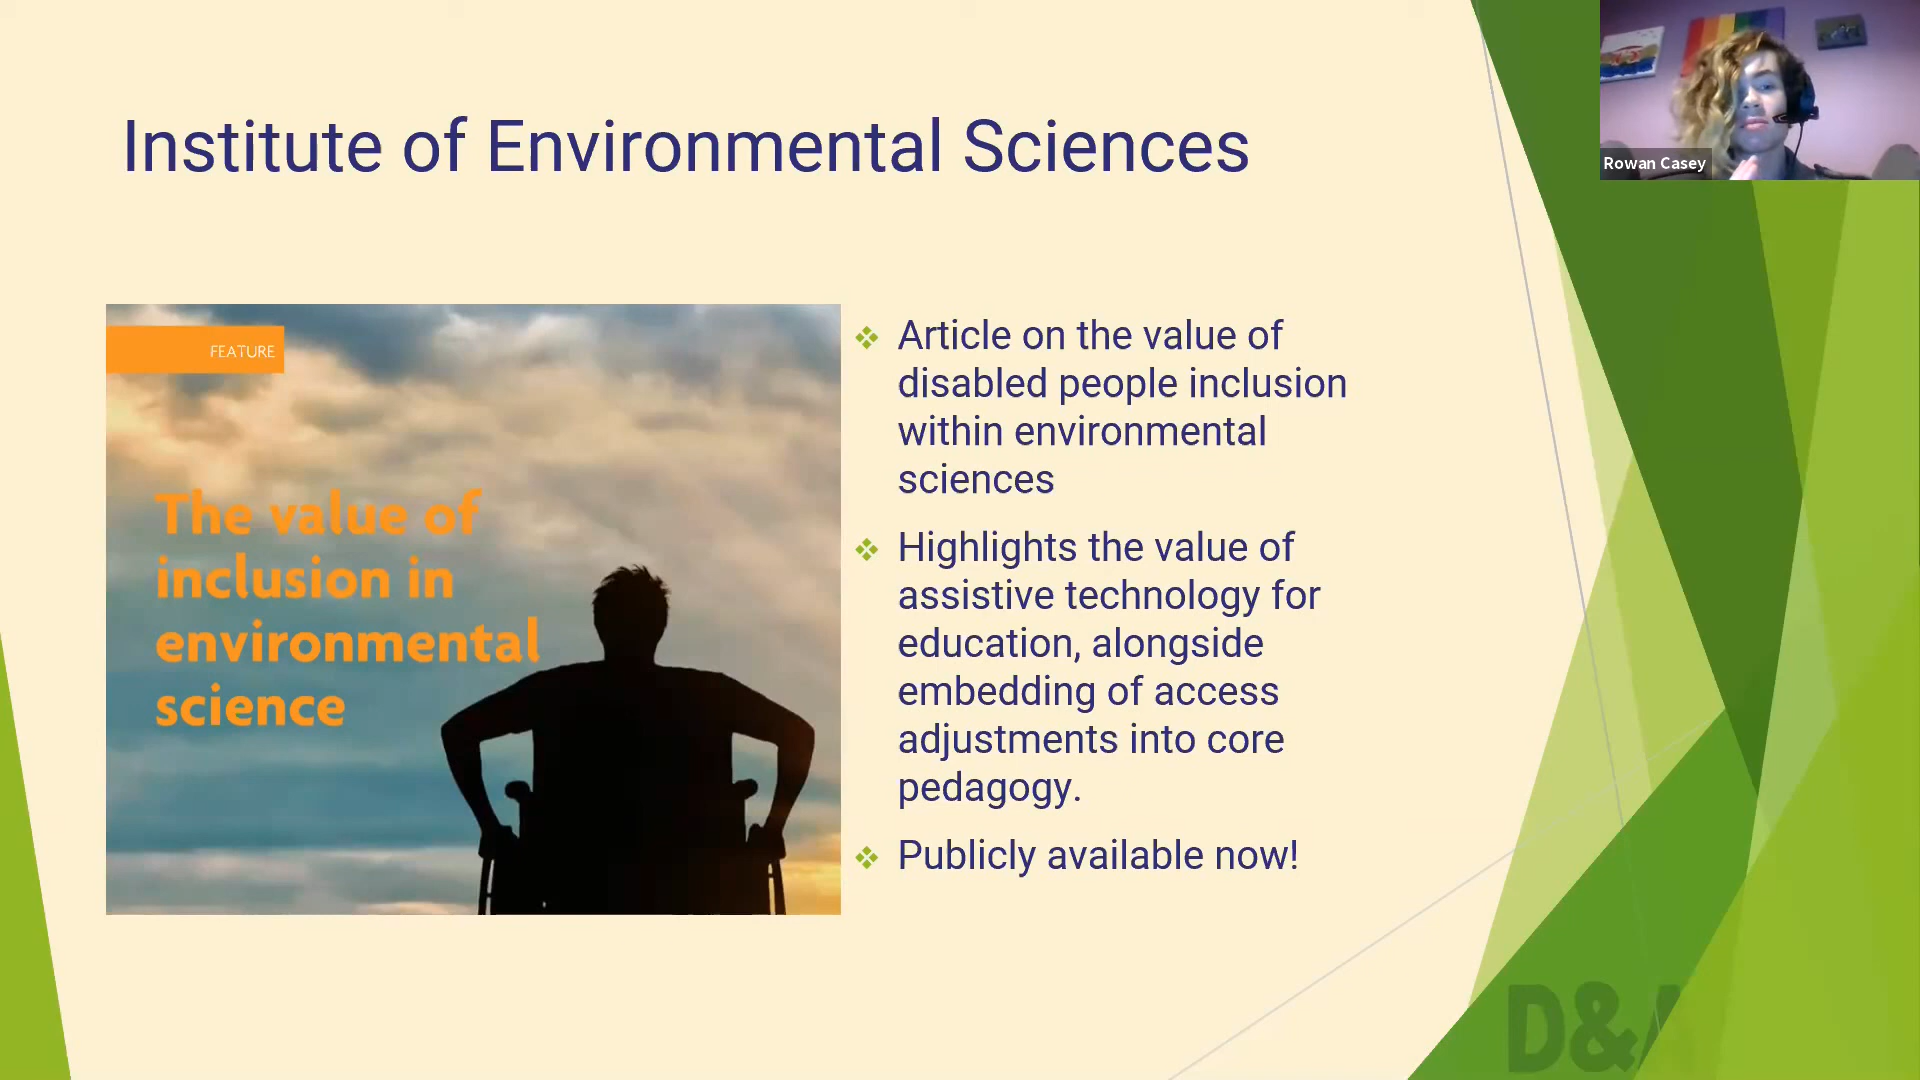 Institute of Environmental Sciences
Rowan Casey
FEATURE
The value of
inclusion in
environmental
science
Article on the value of
disabled people inclusion
within environmental
sciences
Highlights the value of
assistive technology for
education, alongside
embedding of access
adjustments into core
pedagogy.
Publicly available now!
D&A